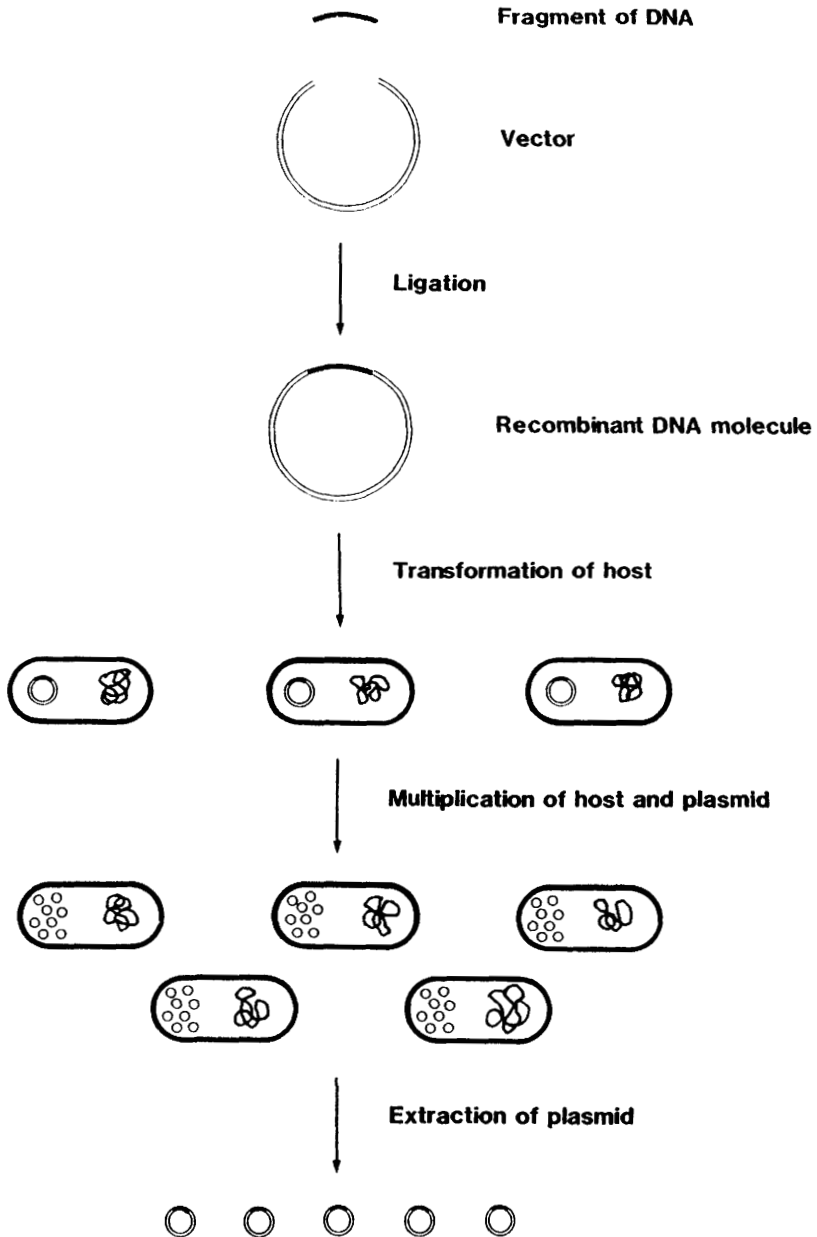 Fragment of DNA
Vector
Ligation
Recombinant DNA molecule
Transformation of host
Multiplication of host and plasmid
Extraction of plasmid